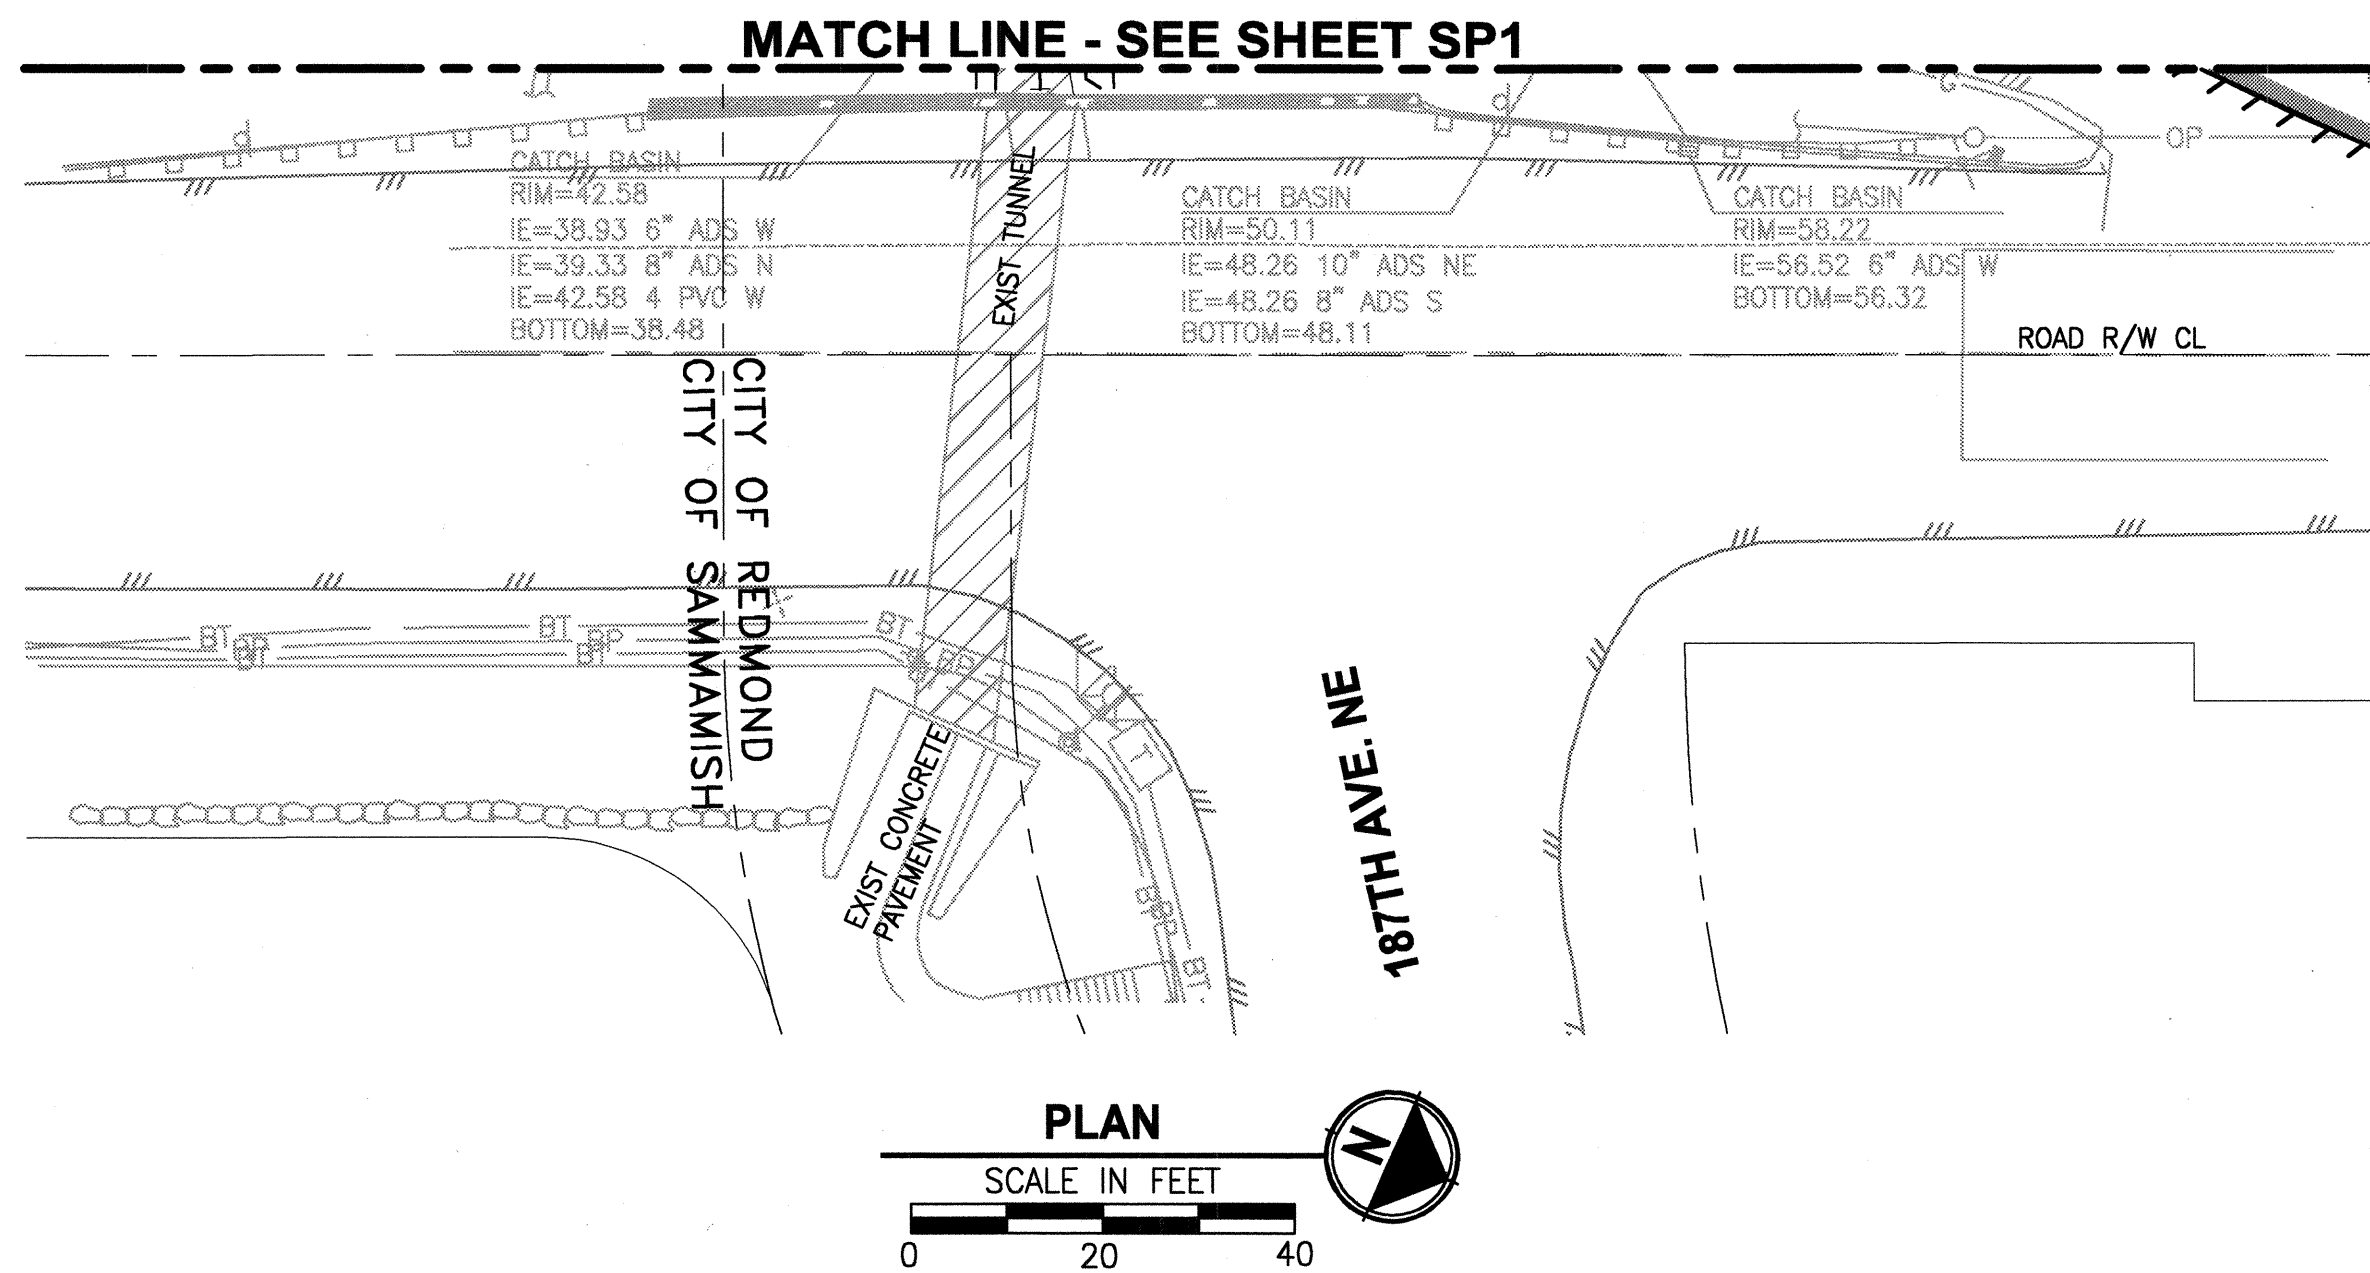 MATCH LINE - SEE SHEET SP1
CATCH BASIN
RIM=42.58
IE=38.93 6" ADS W
IE=39.33 8" ADS N
IE=42.58 4 PVC W
BOTTOM=38.48
EXIST TUNNEL
CATCH BASIN
RIM=50.11
IE=48.26 10" ADS NE
IE=48.26 8" ADS S
BOTTOM=48.11
CATCH BASIN
RIM=58.22
IE=56.52 6" ADS W
BOTTOM=56.32
G
OP
ROAD R/W CL
CITY OF REDMOND
CITY OF SAMMAMISH
BT
BT
BP
BT
BT
BP
T
EXIST CONCRETE
PAVEMENT
187TH AVE. NE
BP
BT
PLAN
SCALE IN FEET
0 20 40
N